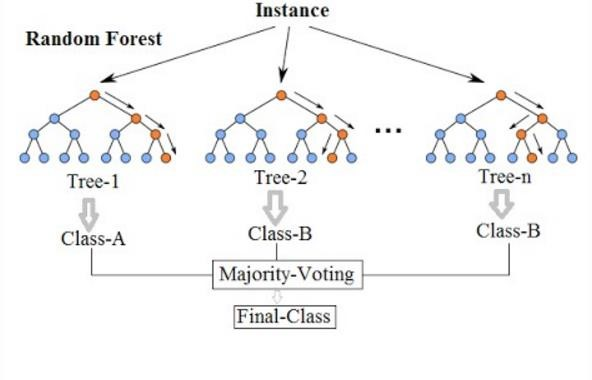 Instance
Random Forest
...
Tree-1
Tree-2
Tree-n
Class-A
Class-B
Class-B
Majority-Voting
Final-Class